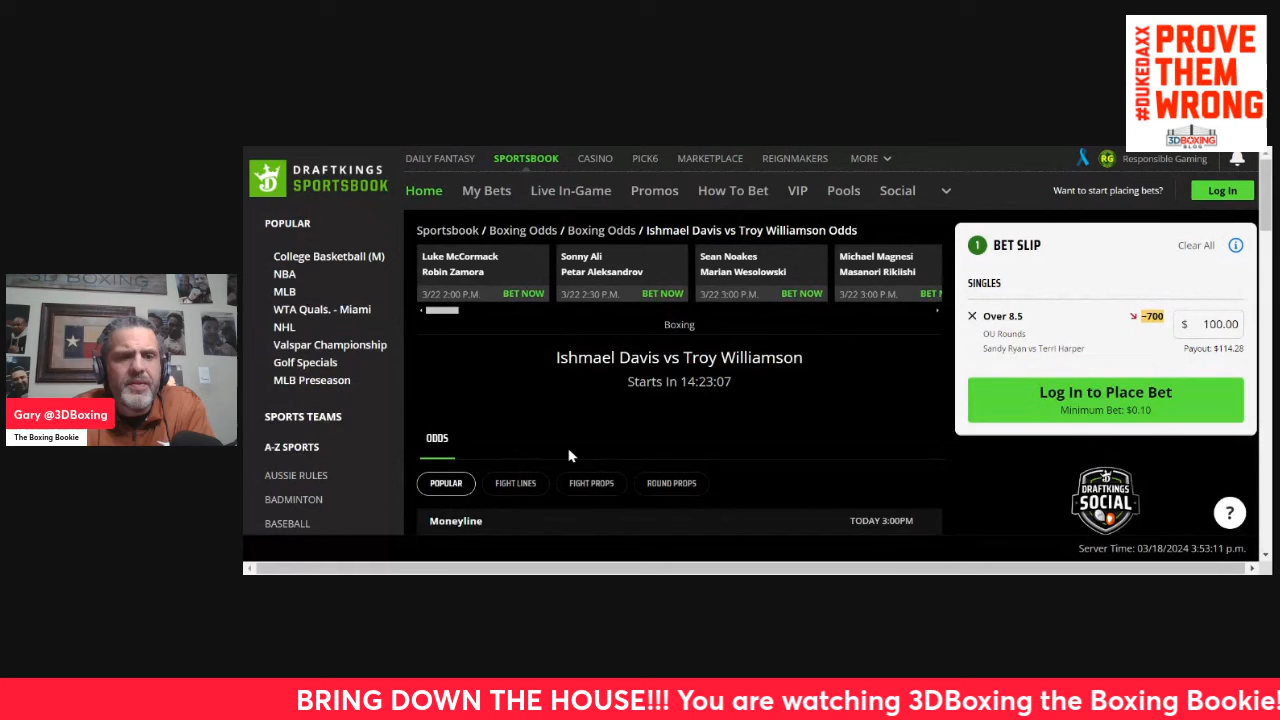 #DUKEDAXX
PROVE
THEM
WRONG
3DBOXING
BLOG
DRAFTKINGS
SPORTSBOOK
DAILY FANTASY
SPORTSBOOK
CASINO
PICK6
MARKETPLACE
REIGNMAKERS
MORE
RG
Responsible Gaming
Home
My Bets
Live In-Game
Promos
How To Bet
VIP
Pools
Social
Want to start placing bets?
Log In
POPULAR
College Basketball (M)
NBA
MLB
WTA Quals. - Miami
NHL
Valspar Championship
Golf Specials
MLB Preseason
SPORTS TEAMS
A-Z SPORTS
AUSSIE RULES
BADMINTON
BASEBALL
Sportsbook / Boxing Odds / Boxing Odds / Ishmael Davis vs Troy Williamson Odds
Luke McCormack
Robin Zamora
3/22 2:00 P.M. BET NOW
Sonny Ali
Petar Aleksandrov
3/22 2:30 P.M. BET NOW
Sean Noakes
Marian Wesolowski
3/22 3:00 P.M. BET NOW
Michael Magnesi
Masanori Rikiishi
3/22 3:00 P.M. BET N
Boxing
Ishmael Davis vs Troy Williamson
Starts In 14:23:07
ODDS
POPULAR
FIGHT LINES
FIGHT PROPS
ROUND PROPS
Moneyline
TODAY 3:00PM
1 BET SLIP
Clear All
SINGLES
Over 8.5
−700
$ 100.00
OU Rounds
Sandy Ryan vs Terri Harper
Payout: $114.28
Log In to Place Bet
Minimum Bet: $0.10
DRAFTKINGS
SOCIAL
?
Server Time: 03/18/2024 3:53:11 p.m.
3D BOXING
Gary @3DBoxing
The Boxing Bookie
BRING DOWN THE HOUSE!!! You are watching 3DBoxing the Boxing Bookie!